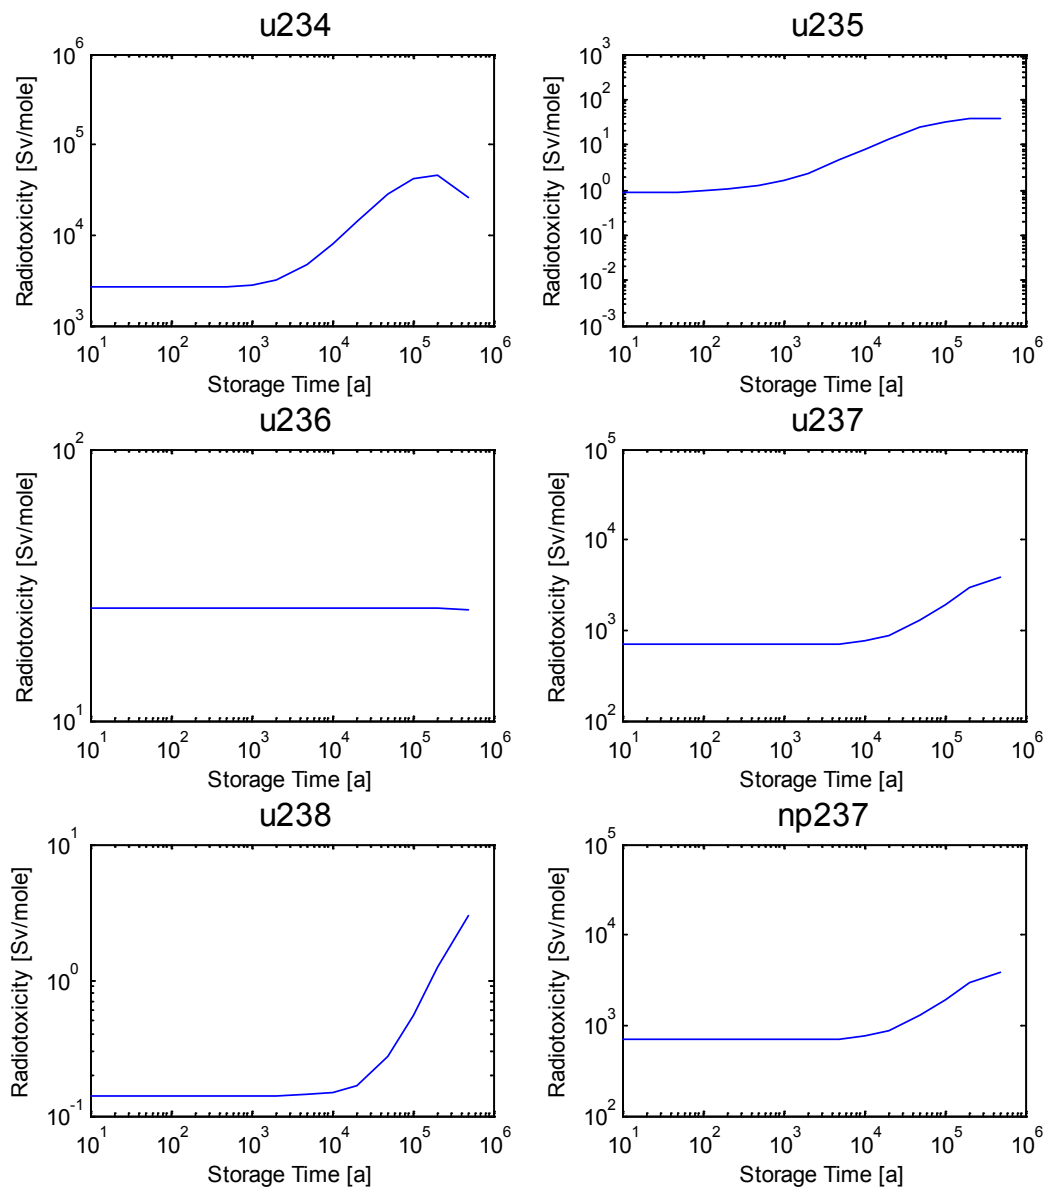 u234
10^6
10^5
10^4
10^3
Radiotoxicity [Sv/mole]
10^1 10^2 10^3 10^4 10^5 10^6
Storage Time [a]
u235
10^3
10^2
10^1
10^0
10^-1
10^-2
10^-3
Radiotoxicity [Sv/mole]
10^1 10^2 10^3 10^4 10^5 10^6
Storage Time [a]
u236
10^2
10^1
Radiotoxicity [Sv/mole]
10^1 10^2 10^3 10^4 10^5 10^6
Storage Time [a]
u237
10^5
10^4
10^3
10^2
Radiotoxicity [Sv/mole]
10^1 10^2 10^3 10^4 10^5 10^6
Storage Time [a]
u238
10^1
10^0
10^-1
Radiotoxicity [Sv/mole]
10^1 10^2 10^3 10^4 10^5 10^6
Storage Time [a]
np237
10^5
10^4
10^3
10^2
Radiotoxicity [Sv/mole]
10^1 10^2 10^3 10^4 10^5 10^6
Storage Time [a]